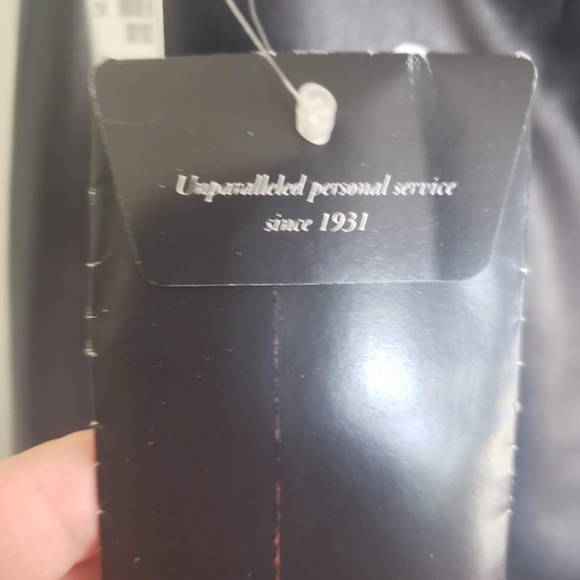 Unparalleled personal service
since 1931